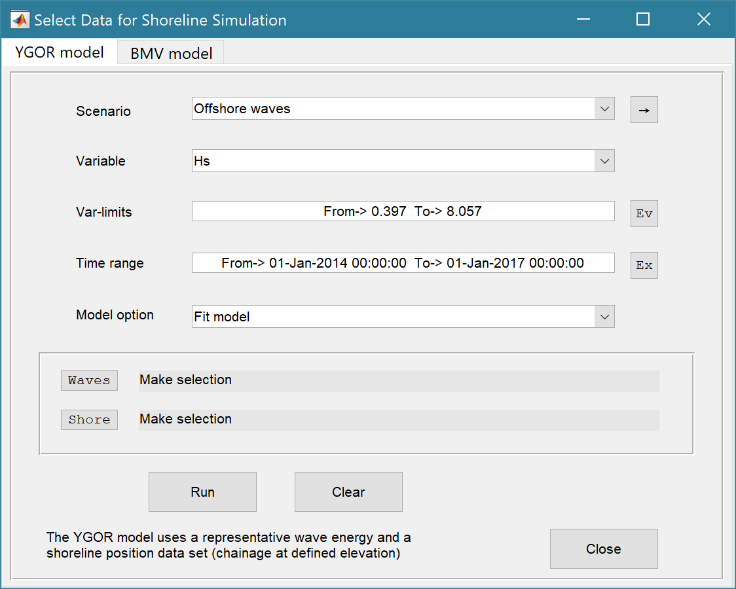 Select Data for Shoreline Simulation
YGOR model BMV model
Scenario Offshore waves →
Variable Hs
Var-limits From-> 0.397 To-> 8.057 Ev
Time range From-> 01-Jan-2014 00:00:00 To-> 01-Jan-2017 00:00:00 Ex
Model option Fit model
Waves Make selection
Shore Make selection
Run Clear
The YGOR model uses a representative wave energy and a
shoreline position data set (chainage at defined elevation)
Close